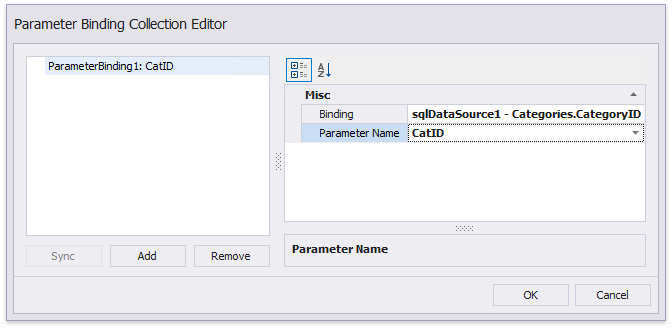 Parameter Binding Collection Editor
ParameterBinding1: CatID
A
Z
Misc
Binding sqlDataSource1 - Categories.CategoryID
Parameter Name CatID
Sync Add Remove
Parameter Name
OK Cancel